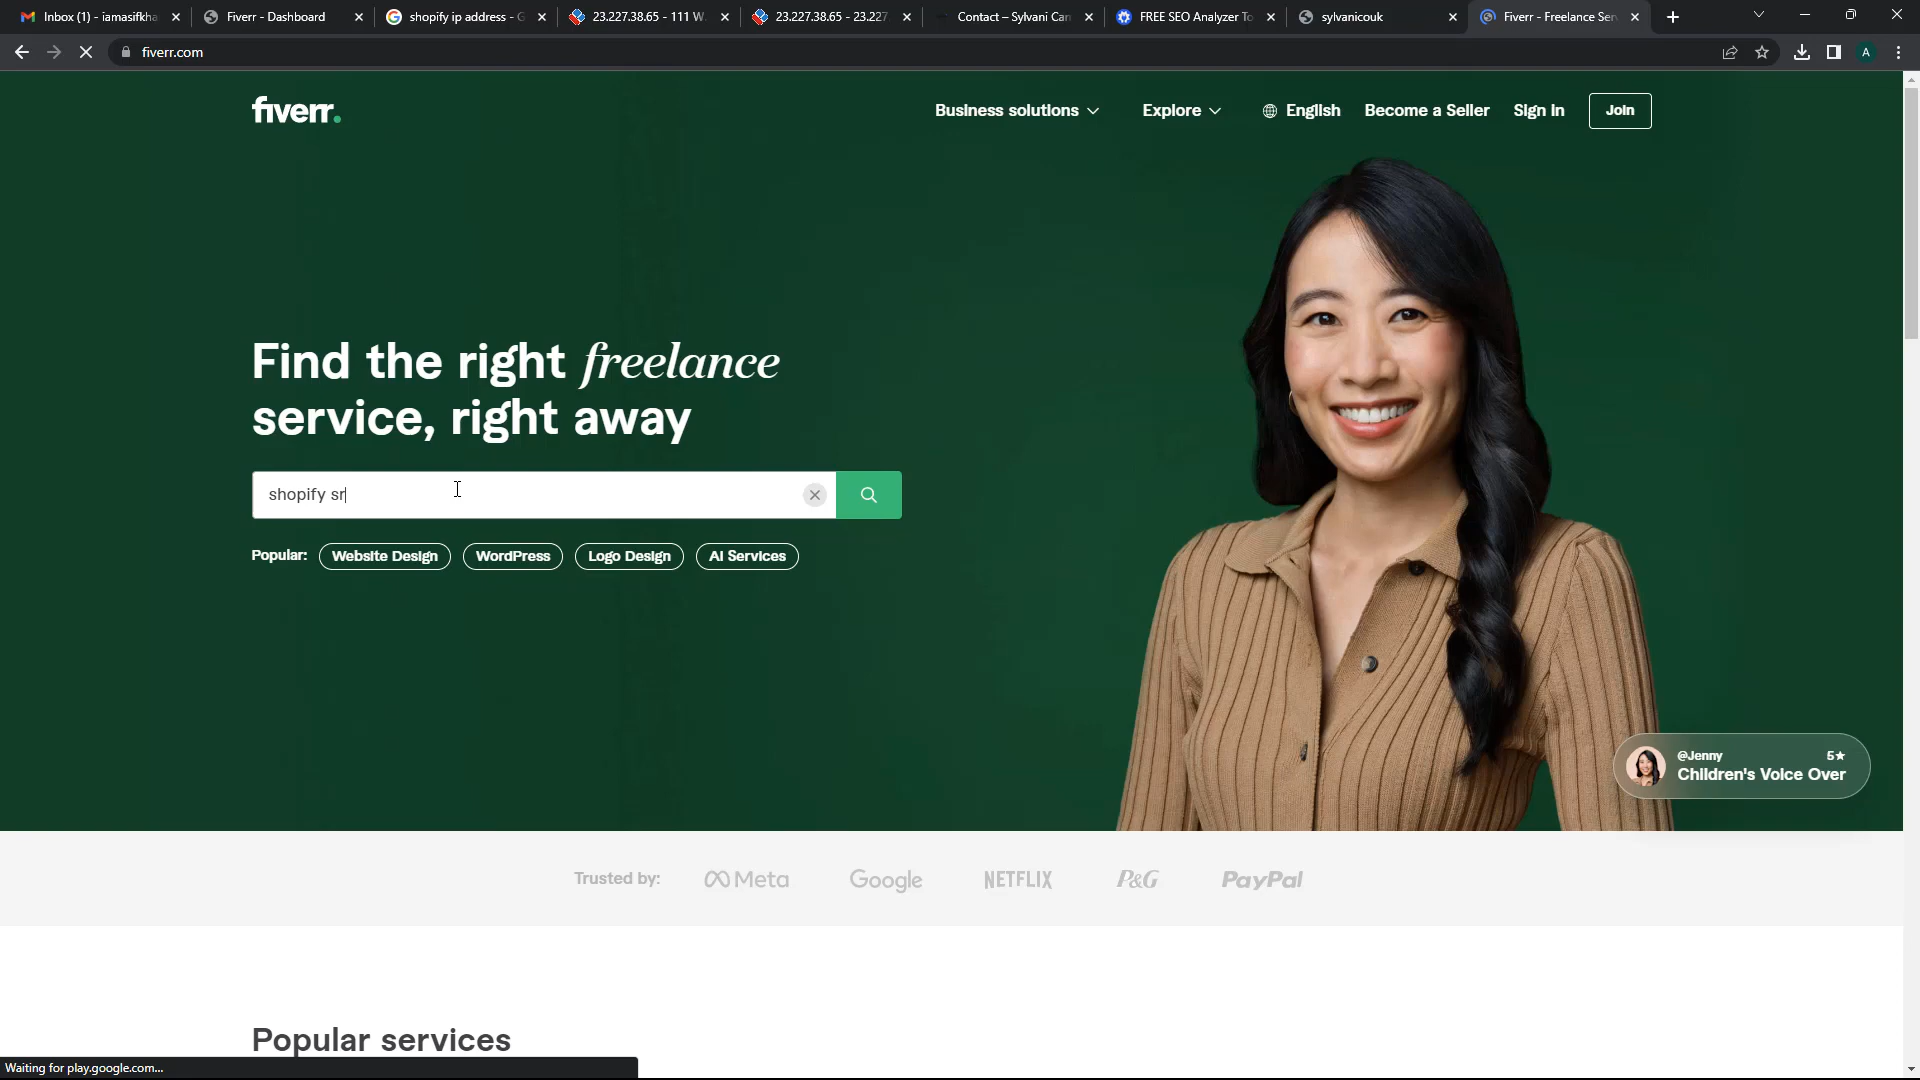 Inbox (1) - iamasifkha
Fiverr - Dashboard
shopify ip address - G
23.227.38.65 - 111 W
23.227.38.65 - 23.227
Contact – Sylvani Can
FREE SEO Analyzer To
sylvanicouk
Fiverr - Freelance Ser
fiverr.com
A
fiverr.
Business solutions
Explore
English
Become a Seller
Sign In
Join
Find the right freelance
service, right away
shopify sr
Popular:
Website Design
WordPress
Logo Design
AI Services
@Jenny 5★
Children's Voice Over
Trusted by:
Meta
Google
NETFLIX
P&G
PayPal
Popular services
Waiting for play.google.com...